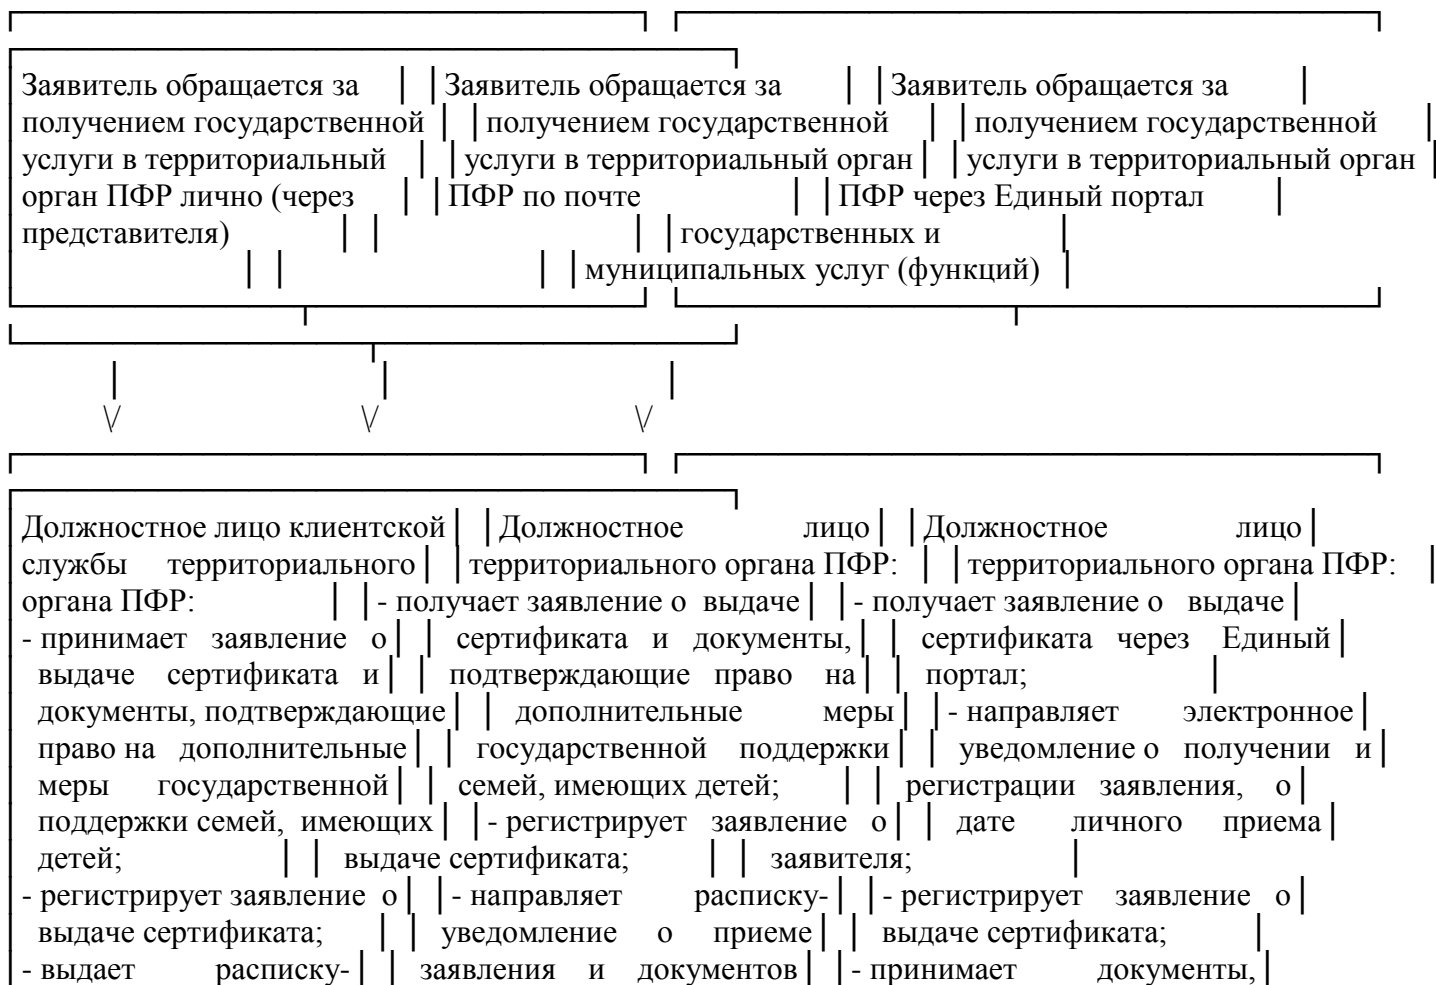 Заявитель обращается за │ │Заявитель обращается за │ │Заявитель обращается за │
│получением государственной│ │получением государственной │ │получением государственной │
│услуги в территориальный │ │услуги в территориальный орган│ │услуги в территориальный орган│
│орган ПФР лично (через │ │ПФР по почте │ │ПФР через Единый портал │
│представителя) │ │ │ │государственных и │
│ │ │ │ │муниципальных услуг (функций) │
\/ \/ \/
│Должностное лицо клиентской│ │Должностное лицо│ │Должностное лицо│
│службы территориального│ │территориального органа ПФР: │ │территориального органа ПФР: │
│органа ПФР: │ │- получает заявление о выдаче│ │- получает заявление о выдаче│
│- принимает заявление о│ │ сертификата и документы,│ │ сертификата через Единый│
│ выдаче сертификата и│ │ подтверждающие право на│ │ портал; │
│ документы, подтверждающие│ │ дополнительные меры│ │- направляет электронное│
│ право на дополнительные│ │ государственной поддержки│ │ уведомление о получении и│
│ меры государственной│ │ семей, имеющих детей; │ │ регистрации заявления, о│
│ поддержки семей, имеющих│ │- регистрирует заявление о│ │ дате личного приема│
│ детей; │ │ выдаче сертификата; │ │ заявителя; │
│- регистрирует заявление о│ │- направляет расписку-│ │- регистрирует заявление о│
│ выдаче сертификата; │ │ уведомление о приеме│ │ выдаче сертификата; │
│- выдает расписку-│ │ заявления и документов│ │- принимает документы,│